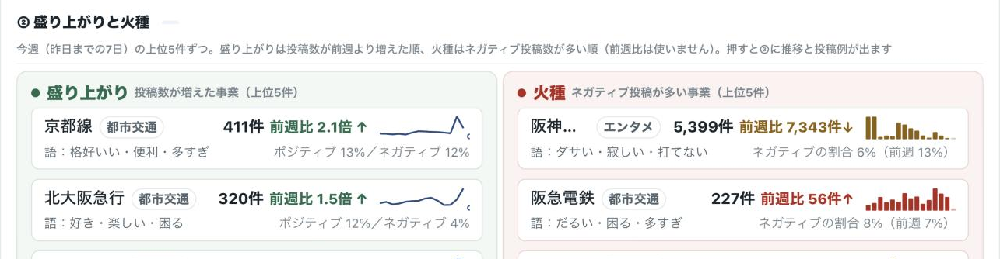 ② 盛り上がりと火種
今週（昨日までの7日）の上位5件ずつ。盛り上がりは投稿数が前週より増えた順、火種はネガティブ投稿数が多い順（前週比は使いません）。押すと③に推移と投稿例が出ます
盛り上がり 投稿数が増えた事業（上位5件）
京都線 都市交通 411件 前週比 2.1倍 ↑
語：格好いい・便利・多すぎ ポジティブ 13%／ネガティブ 12%
北大阪急行 都市交通 320件 前週比 1.5倍 ↑
語：好き・楽しい・困る ポジティブ 12%／ネガティブ 4%
火種 ネガティブ投稿が多い事業（上位5件）
阪神... エンタメ 5,399件 前週比 7,343件↓
語：ダサい・寂しい・打てない ネガティブの割合 6%（前週 13%）
阪急電鉄 都市交通 227件 前週比 56件↑
語：だるい・困る・多すぎ ネガティブの割合 8%（前週 7%）